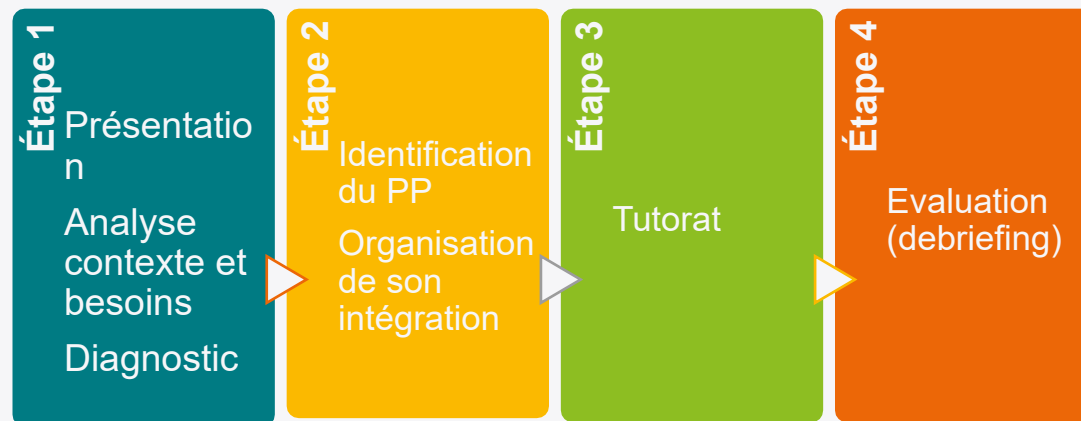 Étape 1
Présentatio
n
Analyse
contexte et
besoins
Diagnostic
Étape 2
Identification
du PP
Organisation
de son
intégration
Étape 3
Tutorat
Étape 4
Evaluation
(debriefing)